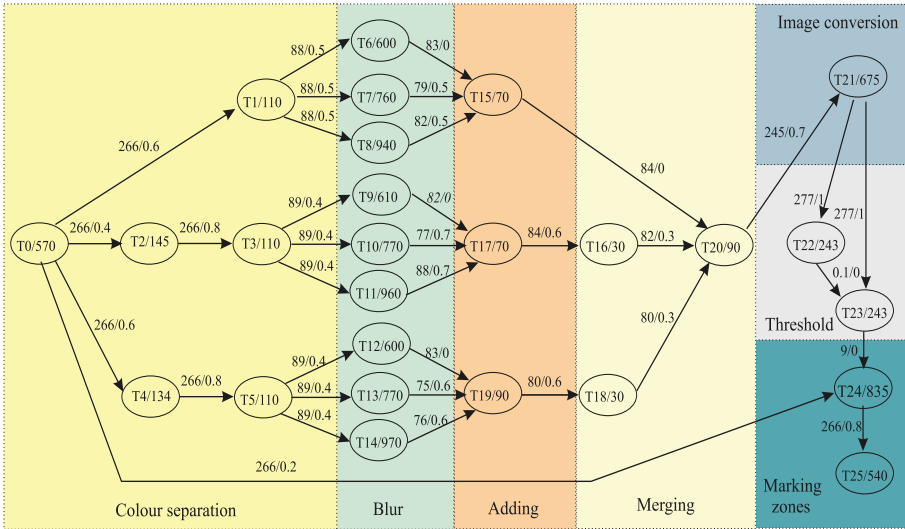 Image conversion
T6/600
83/0
88/0.5
T21/675
T1/110
88/0.5
T7/760
79/0.5
T15/70
88/0.5
T8/940
82/0.5
266/0.6
245/0.7
84/0
T9/610
82/0
89/0.4
277/1
277/1
T0/570
266/0.4
T2/145
266/0.8
T3/110
89/0.4
T10/770
77/0.7
T17/70
84/0.6
T16/30
82/0.3
T20/90
T22/243
89/0.4
T11/960
88/0.7
0.1/0
T23/243
Threshold
266/0.6
80/0.3
T12/600
83/0
89/0.4
9/0
T4/134
266/0.8
T5/110
89/0.4
T13/770
75/0.6
T19/90
80/0.6
T18/30
T24/835
89/0.4
T14/970
76/0.6
266/0.8
266/0.2
T25/540
Colour separation
Blur
Adding
Merging
Marking
zones